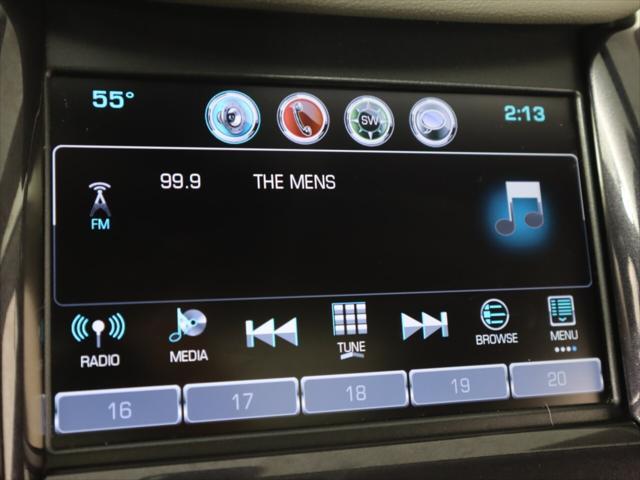 55° SW 2:13
99.9 THE MENS
FM
RADIO MEDIA TUNE BROWSE MENU
16 17 18 19 20